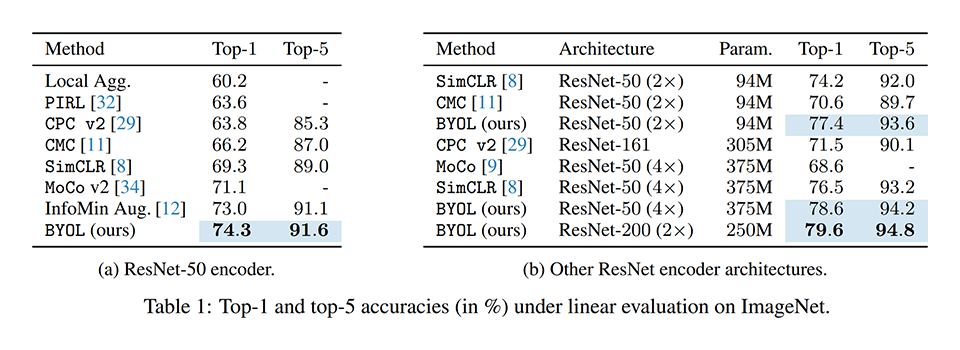 Method Top-1 Top-5
Local Agg. 60.2 -
PIRL [32] 63.6 -
CPC v2 [29] 63.8 85.3
CMC [11] 66.2 87.0
SimCLR [8] 69.3 89.0
MoCo v2 [34] 71.1 -
InfoMin Aug. [12] 73.0 91.1
BYOL (ours) 74.3 91.6
(a) ResNet-50 encoder.
Method Architecture Param. Top-1 Top-5
SimCLR [8] ResNet-50 (2×) 94M 74.2 92.0
CMC [11] ResNet-50 (2×) 94M 70.6 89.7
BYOL (ours) ResNet-50 (2×) 94M 77.4 93.6
CPC v2 [29] ResNet-161 305M 71.5 90.1
MoCo [9] ResNet-50 (4×) 375M 68.6 -
SimCLR [8] ResNet-50 (4×) 375M 76.5 93.2
BYOL (ours) ResNet-50 (4×) 375M 78.6 94.2
BYOL (ours) ResNet-200 (2×) 250M 79.6 94.8
(b) Other ResNet encoder architectures.
Table 1: Top-1 and top-5 accuracies (in %) under linear evaluation on ImageNet.